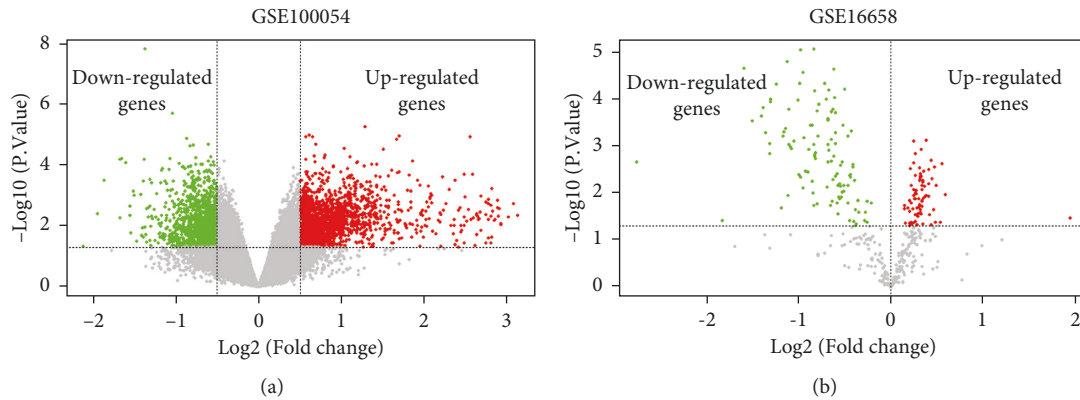 GSE100054
8
6
4
2
0
−Log10 (P.Value)
Down-regulated
genes
Up-regulated
genes
−2
−1
0
1
2
3
Log2 (Fold change)
(a)
GSE16658
5
4
3
2
1
0
−Log10 (P.Value)
Down-regulated
genes
Up-regulated
genes
-2
-1
0
1
2
Log2 (Fold change)
(b)